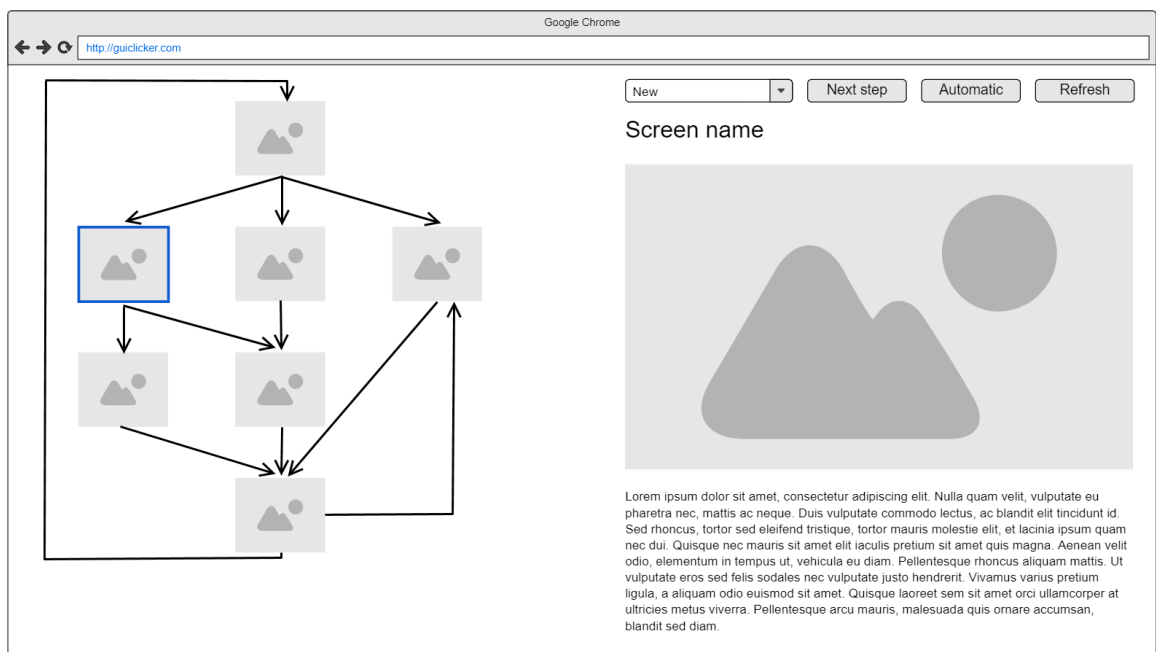 Google Chrome
http://guiclicker.com
New
Next step
Automatic
Refresh
Screen name
Lorem ipsum dolor sit amet, consectetur adipiscing elit. Nulla quam velit, vulputate eu
pharetra nec, mattis ac neque. Duis vulputate commodo lectus, ac blandit elit tincidunt id.
Sed rhoncus, tortor sed eleifend tristique, tortor mauris molestie elit, et lacinia ipsum quam
nec dui. Quisque nec mauris sit amet elit iaculis pretium sit amet quis magna. Aenean velit
odio, elementum in tempus ut, vehicula eu diam. Pellentesque rhoncus aliquam mattis. Ut
vulputate eros sed felis sodales nec vulputate justo hendrerit. Vivamus varius pretium
ligula, a aliquam odio euismod sit amet. Quisque laoreet sem sit amet orci ullamcorper at
ultricies metus viverra. Pellentesque arcu mauris, malesuada quis ornare accumsan,
blandit sed diam.